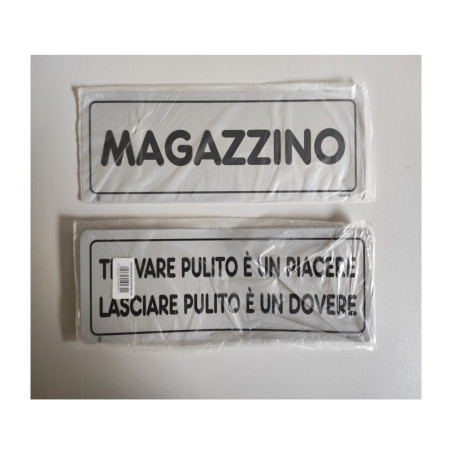 MAGAZZINO
PULITO È UN PIACERE
LASCIARE PULITO È UN DOVERE